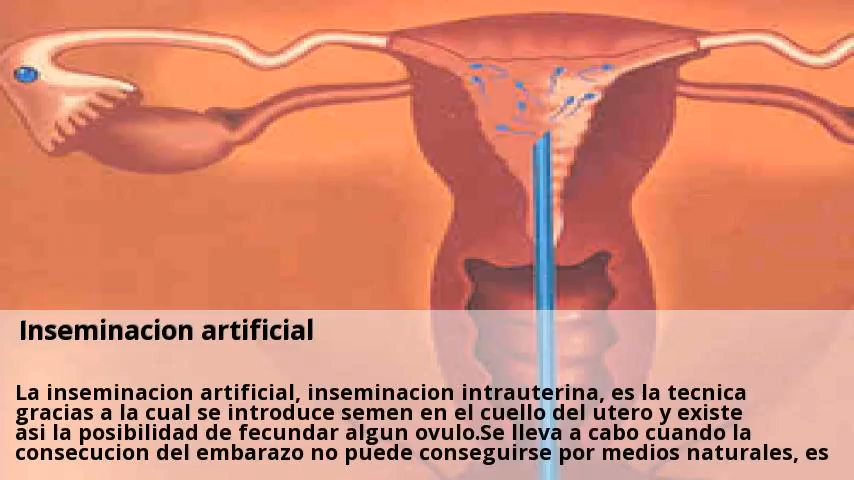 Inseminacion artificial
La inseminacion artificial, inseminacion intrauterina, es la tecnica
gracias a la cual se introduce semen en el cuello del utero y existe
asi la posibilidad de fecundar algun ovulo.Se lleva a cabo cuando la
consecucion del embarazo no puede conseguirse por medios naturales, es